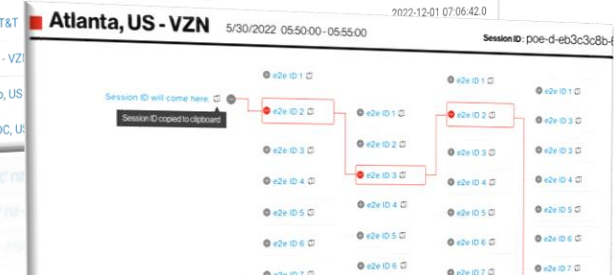 2022-12-01 07:06:42.0
Atlanta, US - VZN 5/30/2022 05:50:00 - 05:55:00
Session ID: poe-d-eb3c3c8b-
e2e ID 1
e2e ID 1
e2e ID 1
Session ID will come here.
e2e ID 2
e2e ID 1
e2e ID 2
e2e ID 3
Session ID copied to clipboard
e2e ID 3
e2e ID 2
e2e ID 3
e2e ID 3
e2e ID 4
e2e ID 3
e2e ID 4
e2e ID 4
e2e ID 5
e2e ID 4
e2e ID 5
e2e ID 5
e2e ID 6
e2e ID 5
e2e ID 6
e2e ID 6
e2e ID 7
e2e ID 6
e2e ID 7
e2e ID 7
T&T
US